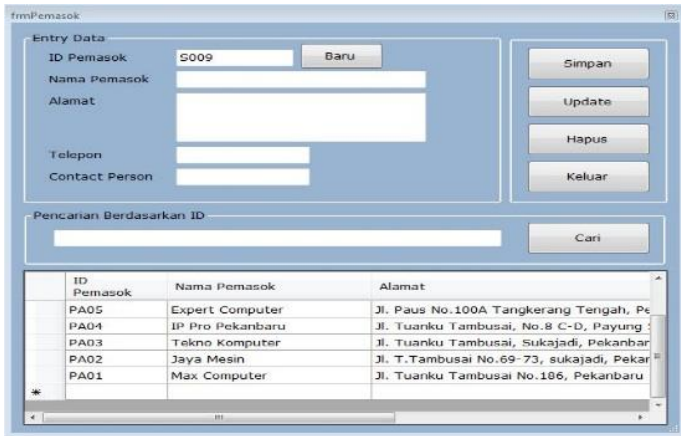 frmPemasok
Entry Data
ID Pemasok S009 Baru
Nama Pemasok
Alamat
Telepon
Contact Person
Simpan
Update
Hapus
Keluar
Pencarian Berdasarkan ID
Cari
ID Pemasok Nama Pemasok Alamat
PA05 Expert Computer Jl. Paus No.100A Tangkerang Tengah, Pe
PA04 IP Pro Pekanbaru Jl. Tuanku Tambusai, No.8 C-D, Payung
PA03 Tekno Komputer Jl. Tuanku Tambusai, Sukajadi, Pekanbar
PA02 Jaya Mesin Jl. T.Tambusai No.69-73, sukajadi, Pekar
PA01 Max Computer Jl. Tuanku Tambusai No.186, Pekanbaru